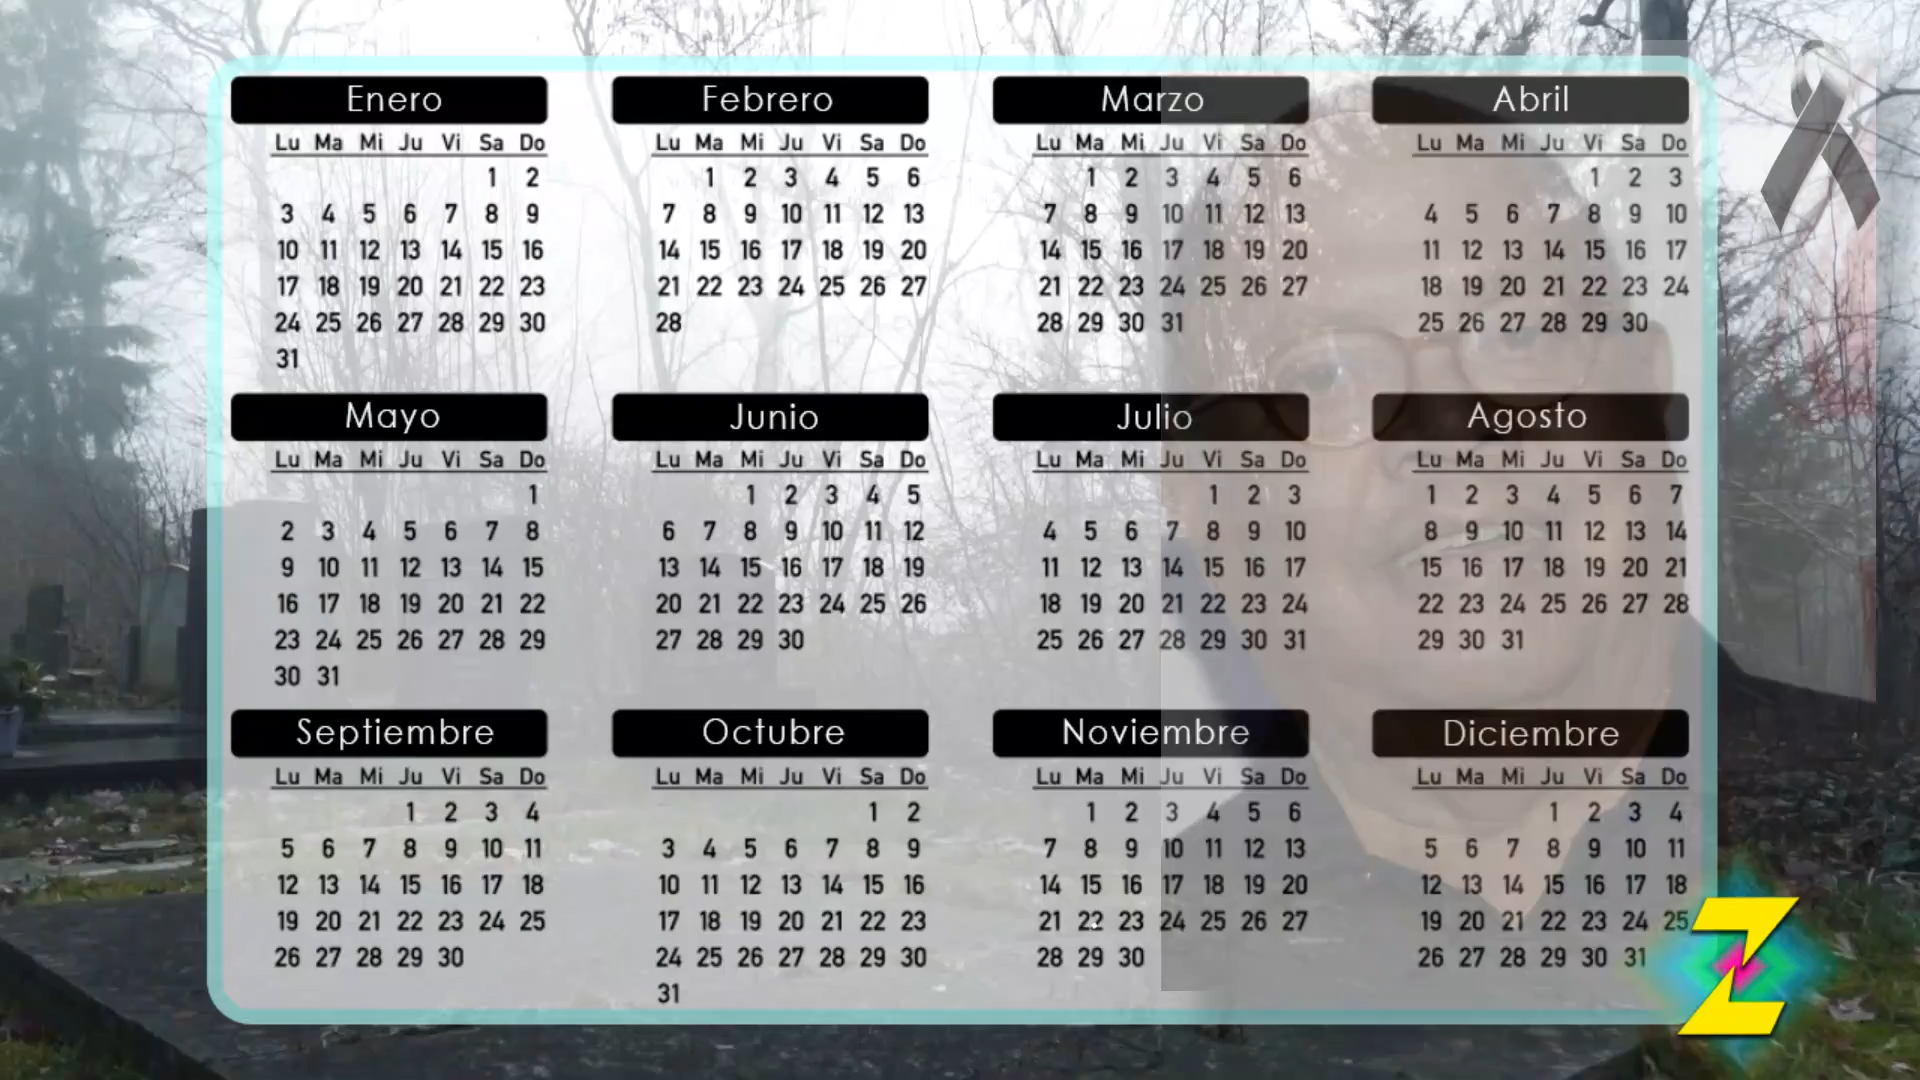 Enero
Lu Ma Mi Ju Vi Sa Do
1 2
3 4 5 6 7 8 9
10 11 12 13 14 15 16
17 18 19 20 21 22 23
24 25 26 27 28 29 30
31
Febrero
Lu Ma Mi Ju Vi Sa Do
1 2 3 4 5 6
7 8 9 10 11 12 13
14 15 16 17 18 19 20
21 22 23 24 25 26 27
28
Marzo
Lu Ma Mi Ju Vi Sa Do
1 2 3 4 5 6
7 8 9 10 11 12 13
14 15 16 17 18 19 20
21 22 23 24 25 26 27
28 29 30 31
Abril
Lu Ma Mi Ju Vi Sa Do
1 2 3
4 5 6 7 8 9 10
11 12 13 14 15 16 17
18 19 20 21 22 23 24
25 26 27 28 29 30
Mayo
Lu Ma Mi Ju Vi Sa Do
1
2 3 4 5 6 7 8
9 10 11 12 13 14 15
16 17 18 19 20 21 22
23 24 25 26 27 28 29
30 31
Junio
Lu Ma Mi Ju Vi Sa Do
1 2 3 4 5
6 7 8 9 10 11 12
13 14 15 16 17 18 19
20 21 22 23 24 25 26
27 28 29 30
Julio
Lu Ma Mi Ju Vi Sa Do
1 2 3
4 5 6 7 8 9 10
11 12 13 14 15 16 17
18 19 20 21 22 23 24
25 26 27 28 29 30 31
Agosto
Lu Ma Mi Ju Vi Sa Do
1 2 3 4 5 6 7
8 9 10 11 12 13 14
15 16 17 18 19 20 21
22 23 24 25 26 27 28
29 30 31
Septiembre
Lu Ma Mi Ju Vi Sa Do
1 2 3 4
5 6 7 8 9 10 11
12 13 14 15 16 17 18
19 20 21 22 23 24 25
26 27 28 29 30
Octubre
Lu Ma Mi Ju Vi Sa Do
1 2
3 4 5 6 7 8 9
10 11 12 13 14 15 16
17 18 19 20 21 22 23
24 25 26 27 28 29 30
31
Noviembre
Lu Ma Mi Ju Vi Sa Do
1 2 3 4 5 6
7 8 9 10 11 12 13
14 15 16 17 18 19 20
21 22 23 24 25 26 27
28 29 30
Diciembre
Lu Ma Mi Ju Vi Sa Do
1 2 3 4
5 6 7 8 9 10 11
12 13 14 15 16 17 18
19 20 21 22 23 24 25
26 27 28 29 30 31
Z